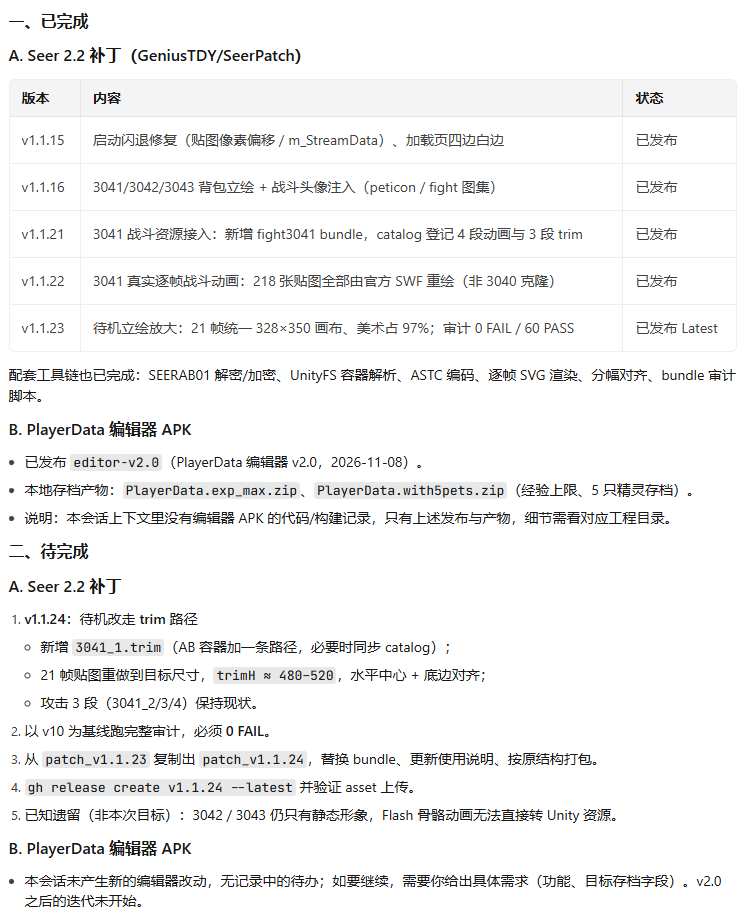 一、已完成
A. Seer 2.2 补丁（GeniusTDY/SeerPatch）
版本 内容 状态
v1.1.15 启动闪退修复（贴图像素偏移 / m_StreamData）、加载页四边白边 已发布
v1.1.16 3041/3042/3043 背包立绘 + 战斗头像注入（peticon / fight 图集） 已发布
v1.1.21 3041 战斗资源接入：新增 fight3041 bundle，catalog 登记 4 段动画与 3 段 trim 已发布
v1.1.22 3041 真实逐帧战斗动画：218 张贴图全部由官方 SWF 重绘（非 3040 克隆） 已发布
v1.1.23 待机立绘放大：21 帧统一 328×350 画布、美术占 97%；审计 0 FAIL / 60 PASS 已发布 Latest
配套工具链也已完成：SEERAB01 解密/加密、UnityFS 容器解析、ASTC 编码、逐帧 SVG 渲染、分幅对齐、bundle 审计
脚本。
B. PlayerData 编辑器 APK
• 已发布 editor-v2.0（PlayerData 编辑器 v2.0，2026-11-08）。
• 本地存档产物：PlayerData.exp_max.zip、PlayerData.with5pets.zip（经验上限、5 只精灵存档）。
• 说明：本会话上下文里没有编辑器 APK 的代码/构建记录，只有上述发布与产物，细节需看对应工程目录。
二、待完成
A. Seer 2.2 补丁
1. v1.1.24：待机改走 trim 路径
○ 新增 3041_1.trim（AB 容器加一条路径，必要时同步 catalog）；
○ 21 帧贴图重做到目标尺寸，trimH ≈ 480-520，水平中心 + 底边对齐；
○ 攻击 3 段（3041_2/3/4）保持现状。
2. 以 v10 为基线跑完整审计，必须 0 FAIL。
3. 从 patch_v1.1.23 复制出 patch_v1.1.24，替换 bundle、更新使用说明、按原结构打包。
4. gh release create v1.1.24 --latest 并验证 asset 上传。
5. 已知遗留（非本次目标）：3042 / 3043 仍只有静态形象，Flash 骨骼动画无法直接转 Unity 资源。
B. PlayerData 编辑器 APK
• 本会话未产生新的编辑器改动，无记录中的待办；如要继续，需要你给出具体需求（功能、目标存档字段）。v2.0
之后的迭代未开始。